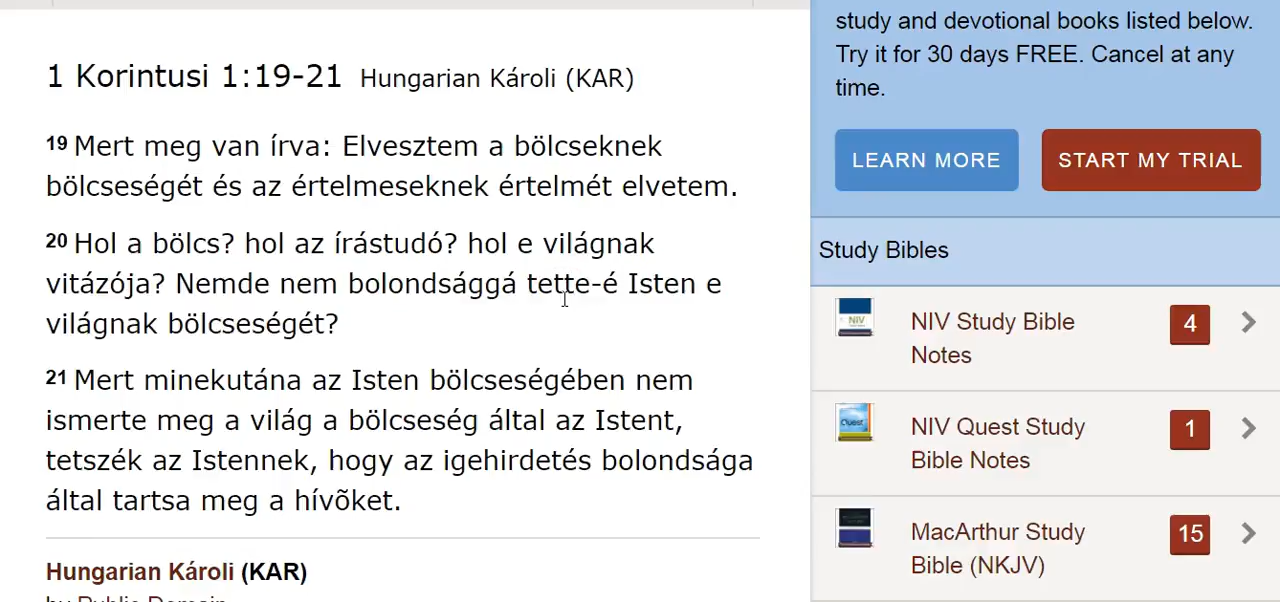 1 Korintusi 1:19-21 Hungarian Károli (KAR)
19 Mert meg van írva: Elvesztem a bölcseknek
bölcseségét és az értelmeseknek értelmét elvetem.
20 Hol a bölcs? hol az írástudó? hol e világnak
vitázója? Nemde nem bolondsággá tette-é Isten e
világnak bölcseségét?
21 Mert minekutána az Isten bölcseségében nem
ismerte meg a világ a bölcseség által az Istent,
tetszék az Istennek, hogy az igehirdetés bolondsága
által tartsa meg a hívõket.
Hungarian Károli (KAR)
by Public Domain
study and devotional books listed below.
Try it for 30 days FREE. Cancel at any
time.
LEARN MORE
START MY TRIAL
Study Bibles
NIV
NIV Study Bible
Notes
4
Quest
NIV Quest Study
Bible Notes
1
MacArthur Study
Bible (NKJV)
15